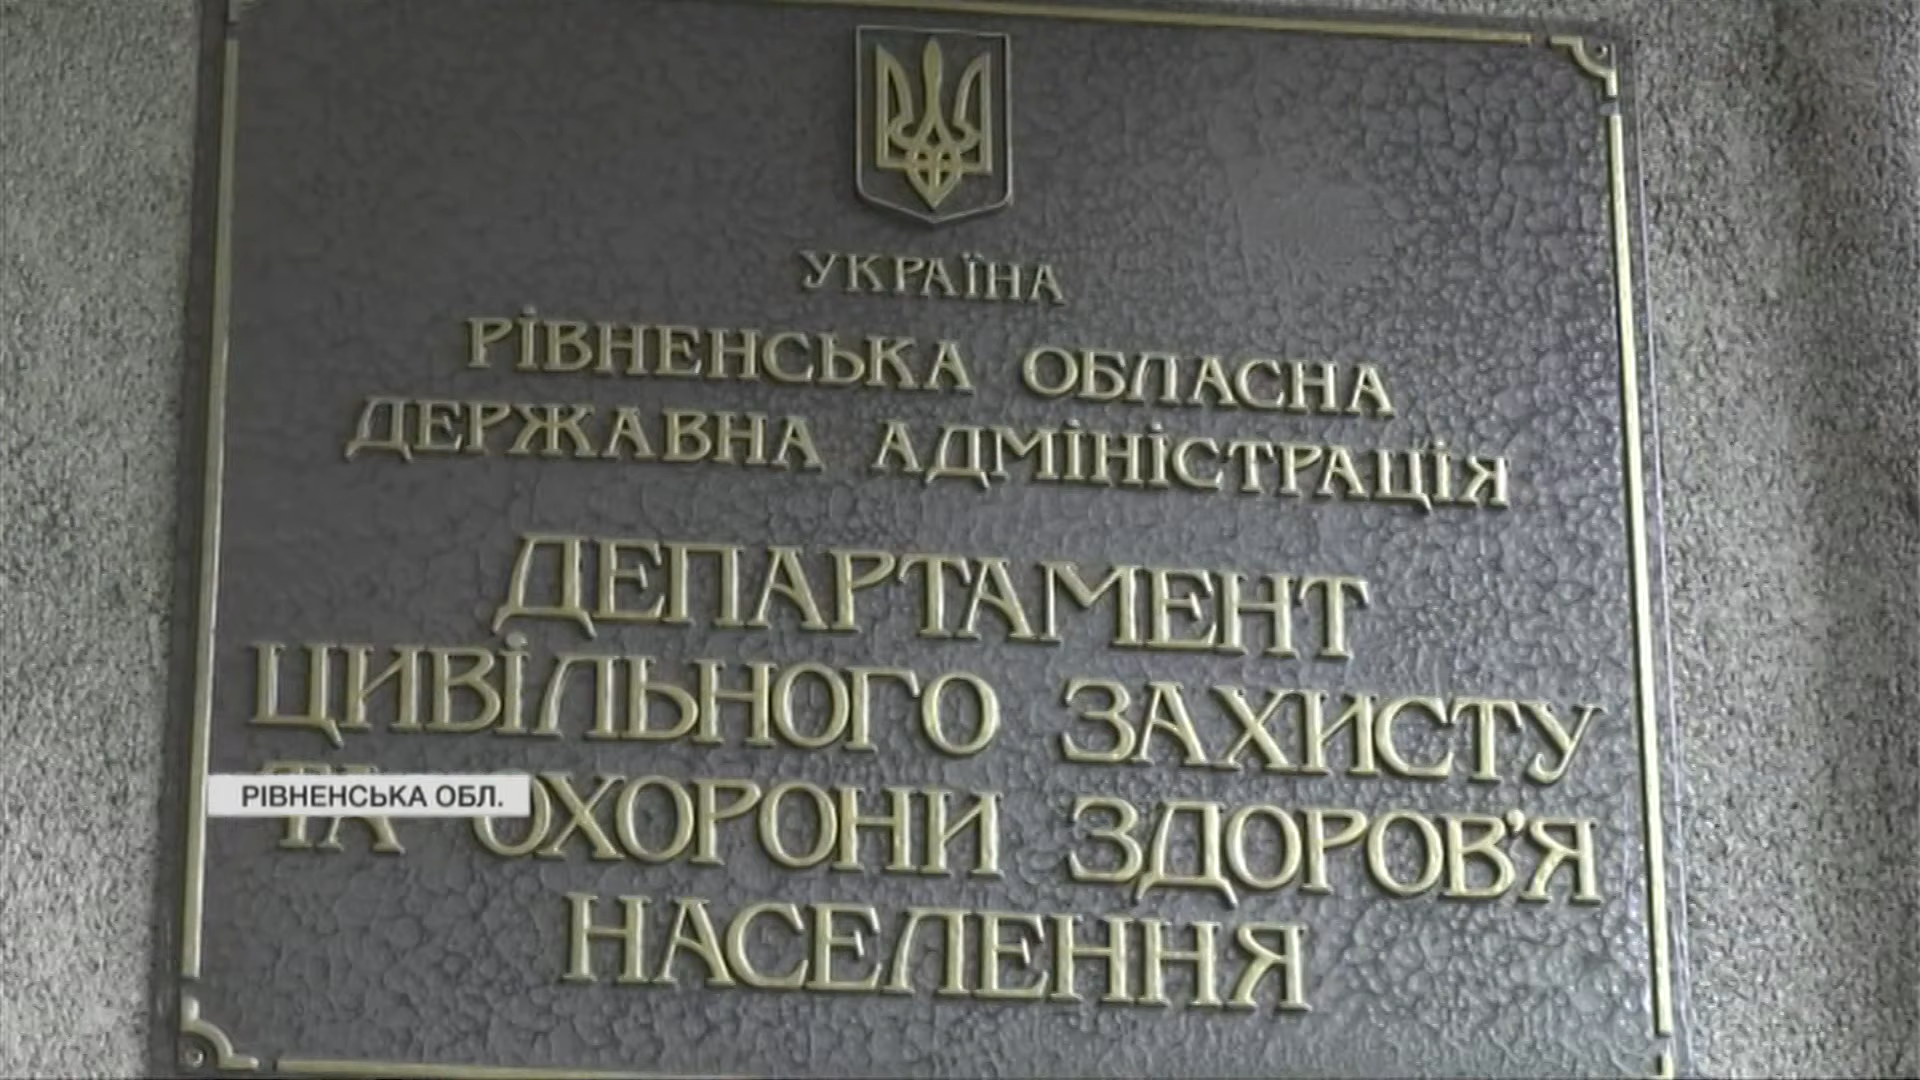 УКРАЇНА
РІВНЕНСЬКА ОБЛАСНА
ДЕРЖАВНА АДМІНІСТРАЦІЯ
ДЕПАРТАМЕНТ
ЦИВІЛЬНОГО ЗАХИСТУ
ТА ОХОРОНИ ЗДОРОВ'Я
НАСЕЛЕННЯ
РІВНЕНСЬКА ОБЛ.